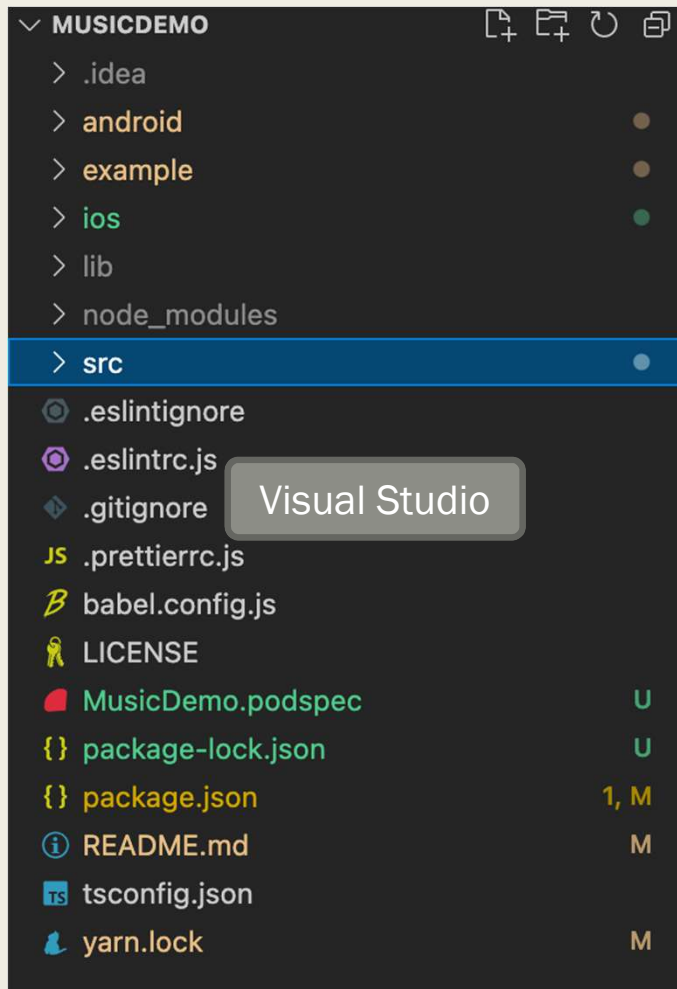 MUSICDEMO
.idea
android
example
ios
lib
node_modules
src
.eslintignore
.eslintrc.js
.gitignore
Visual Studio
JS .prettierrc.js
B babel.config.js
LICENSE
MusicDemo.podspec U
{} package-lock.json U
{} package.json 1, M
README.md M
TS tsconfig.json
yarn.lock M